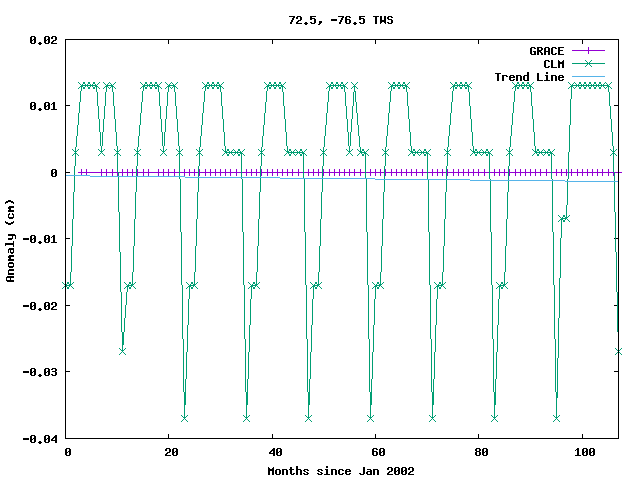 72.5, -76.5 TWS
0.02
GRACE
CLM
Trend Line
0.01
0
-0.01
Anomaly (cm)
-0.02
-0.03
-0.04
0 20 40 60 80 100
Months since Jan 2002